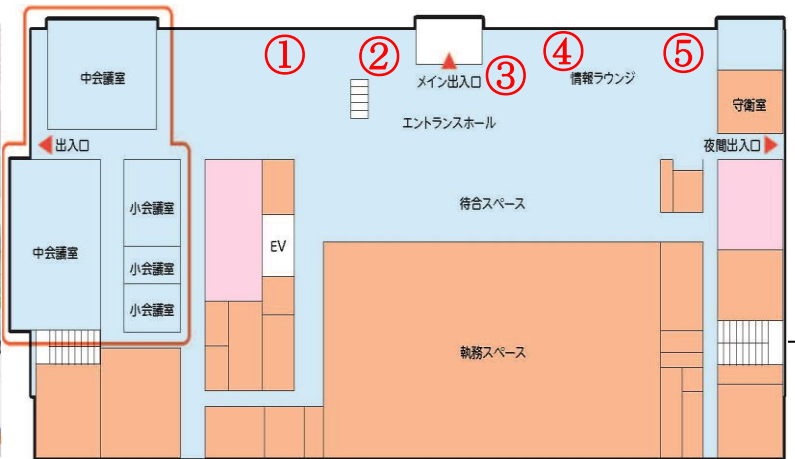 ①
②
③
④
⑤
中会議室
メイン出入口
情報ラウンジ
守衛室
エントランスホール
出入口
夜間出入口
小会議室
待合スペース
中会議室
EV
小会議室
小会議室
執務スペース